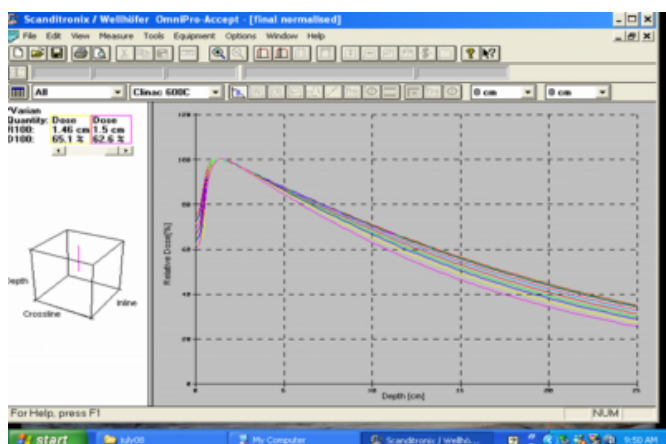 Scanditronix / Wellhöfer OmniPro-Accept - [final normalised]
File Edit View Measure Tools Equipment Options Window Help
All Clinac 600C 0 cm 0 cm
*Varian
Quantity: Dose Dose
R100: 1.46 cm 1.5 cm
D100: 65.1 % 62.6 %
120
100
80
60
40
20
0
Relative Dose[%]
0 5 10 15 20 25
Depth [cm]
Depth
Inline
Crossline
For Help, press F1 NUM
start July08 My Computer Scanditronix / Wellhö... 9:50 AM